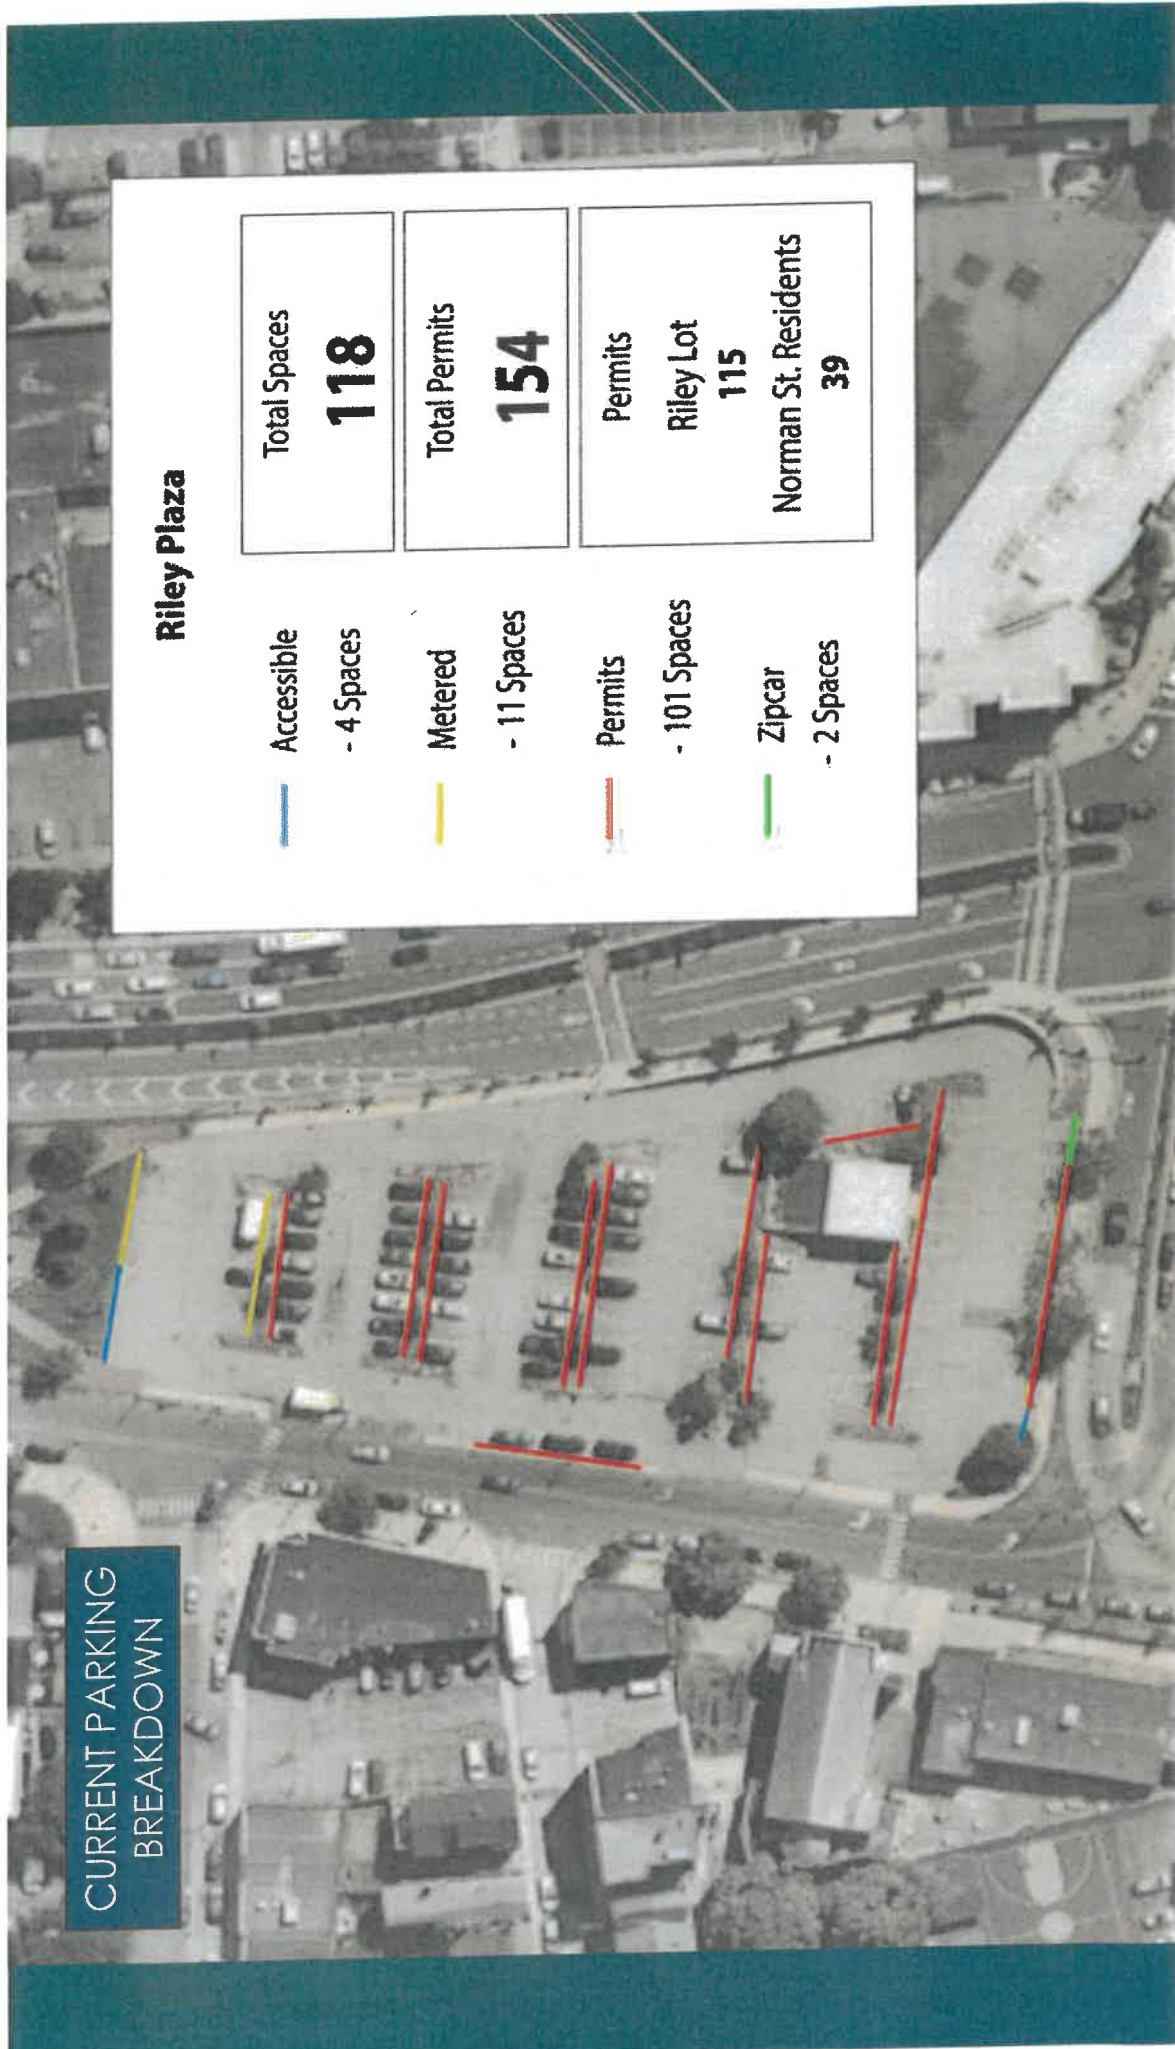 CURRENT PARKING
BREAKDOWN
Riley Plaza
Accessible
- 4 Spaces
Metered
- 11 Spaces
Permits
- 101 Spaces
Zipcar
- 2 Spaces
Total Spaces
118
Total Permits
154
Permits
Riley Lot
115
Norman St. Residents
39